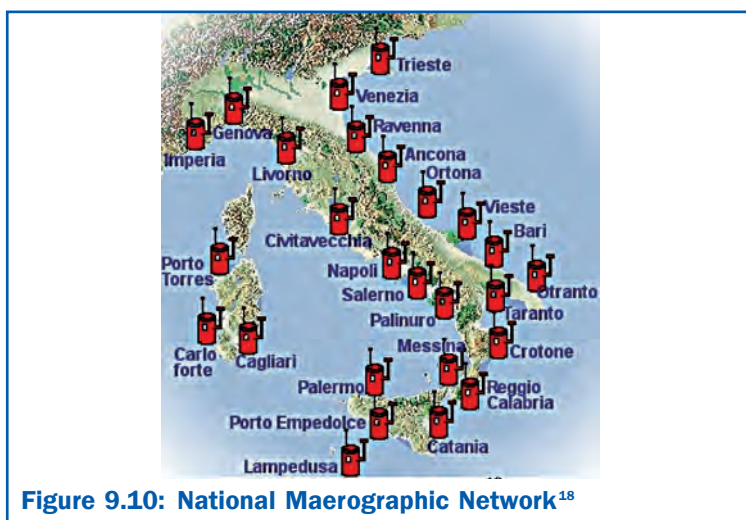 Trieste
Venezia
Genova
Ravenna
Imperia
Livorno
Ancona
Ortona
Vieste
Civitavecchia
Bari
Porto
Torres
Napoli
Salerno
Otranto
Palinuro
Taranto
Messina
Crotone
Carlo
forte
Cagliari
Palermo
Reggio
Calabria
Porto Empedolce
Catania
Lampedusa
Figure 9.10: National Maerographic Network18